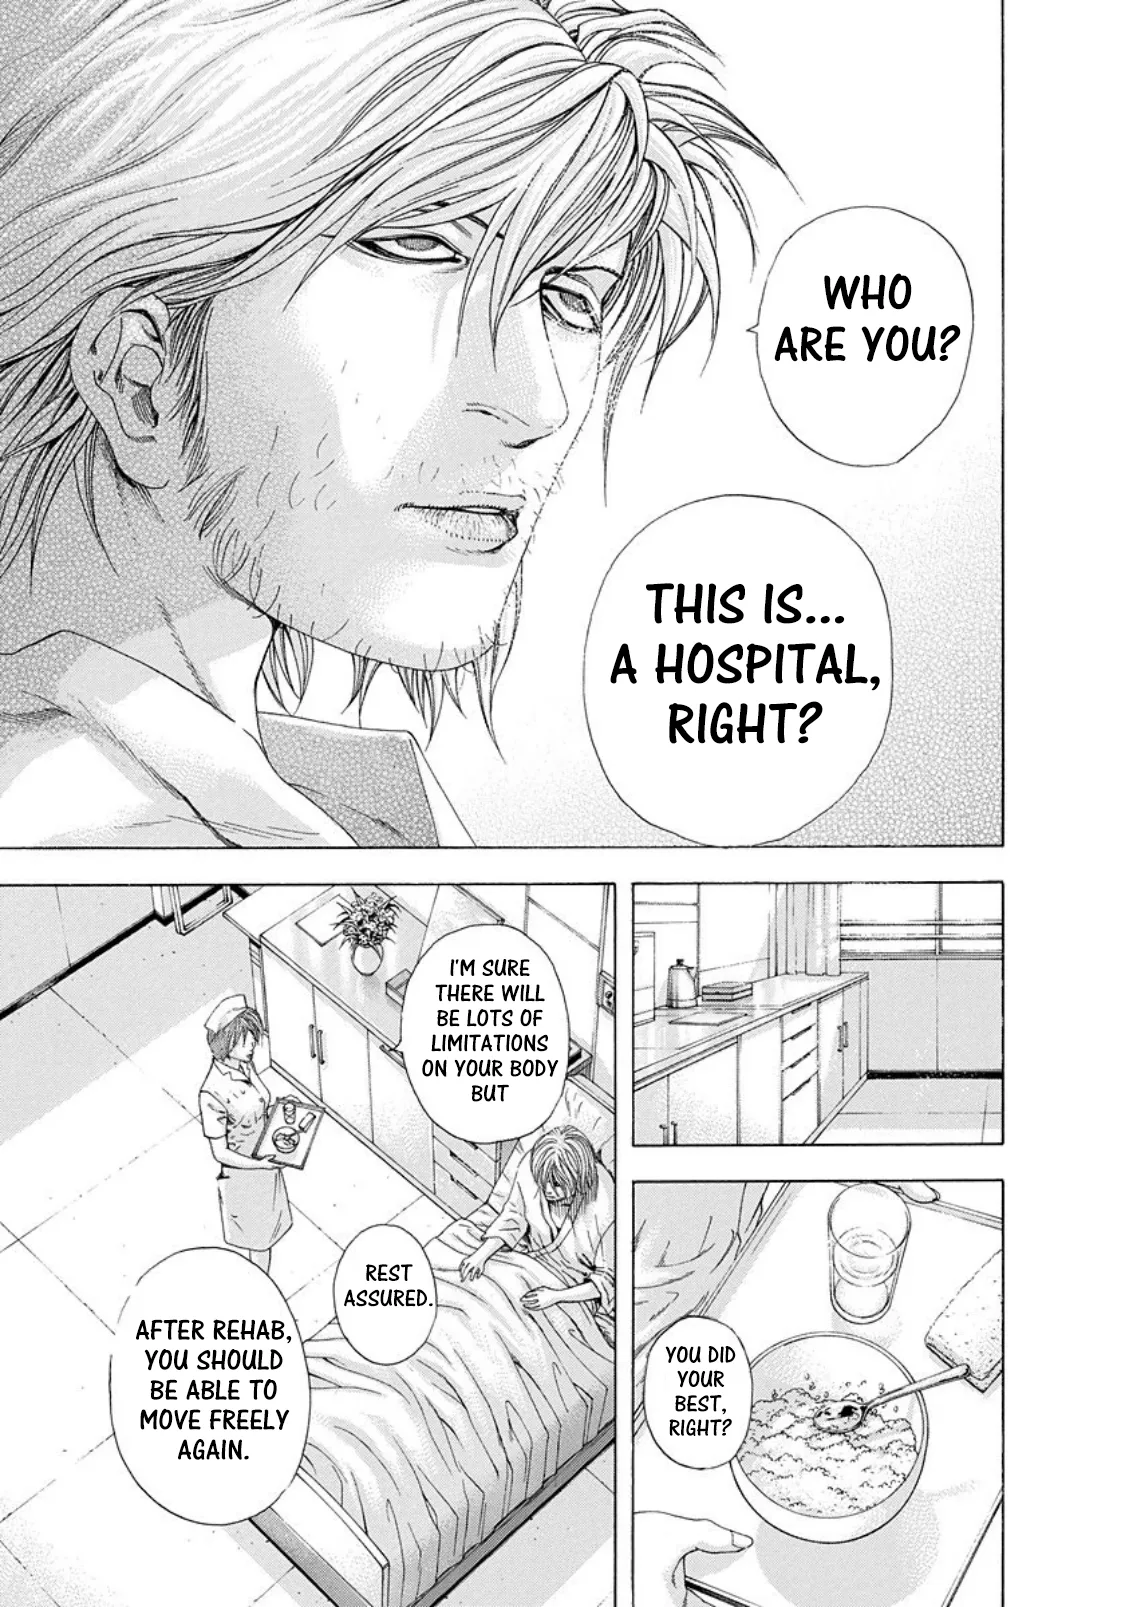 WHO
ARE YOU?
THIS IS...
A HOSPITAL,
RIGHT?
YOU DID
YOUR
BEST,
RIGHT?
I'M SURE
THERE WILL
BE LOTS OF
LIMITATIONS
ON YOUR BODY
BUT
REST
ASSURED.
AFTER REHAB,
YOU SHOULD
BE ABLE TO
MOVE FREELY
AGAIN.